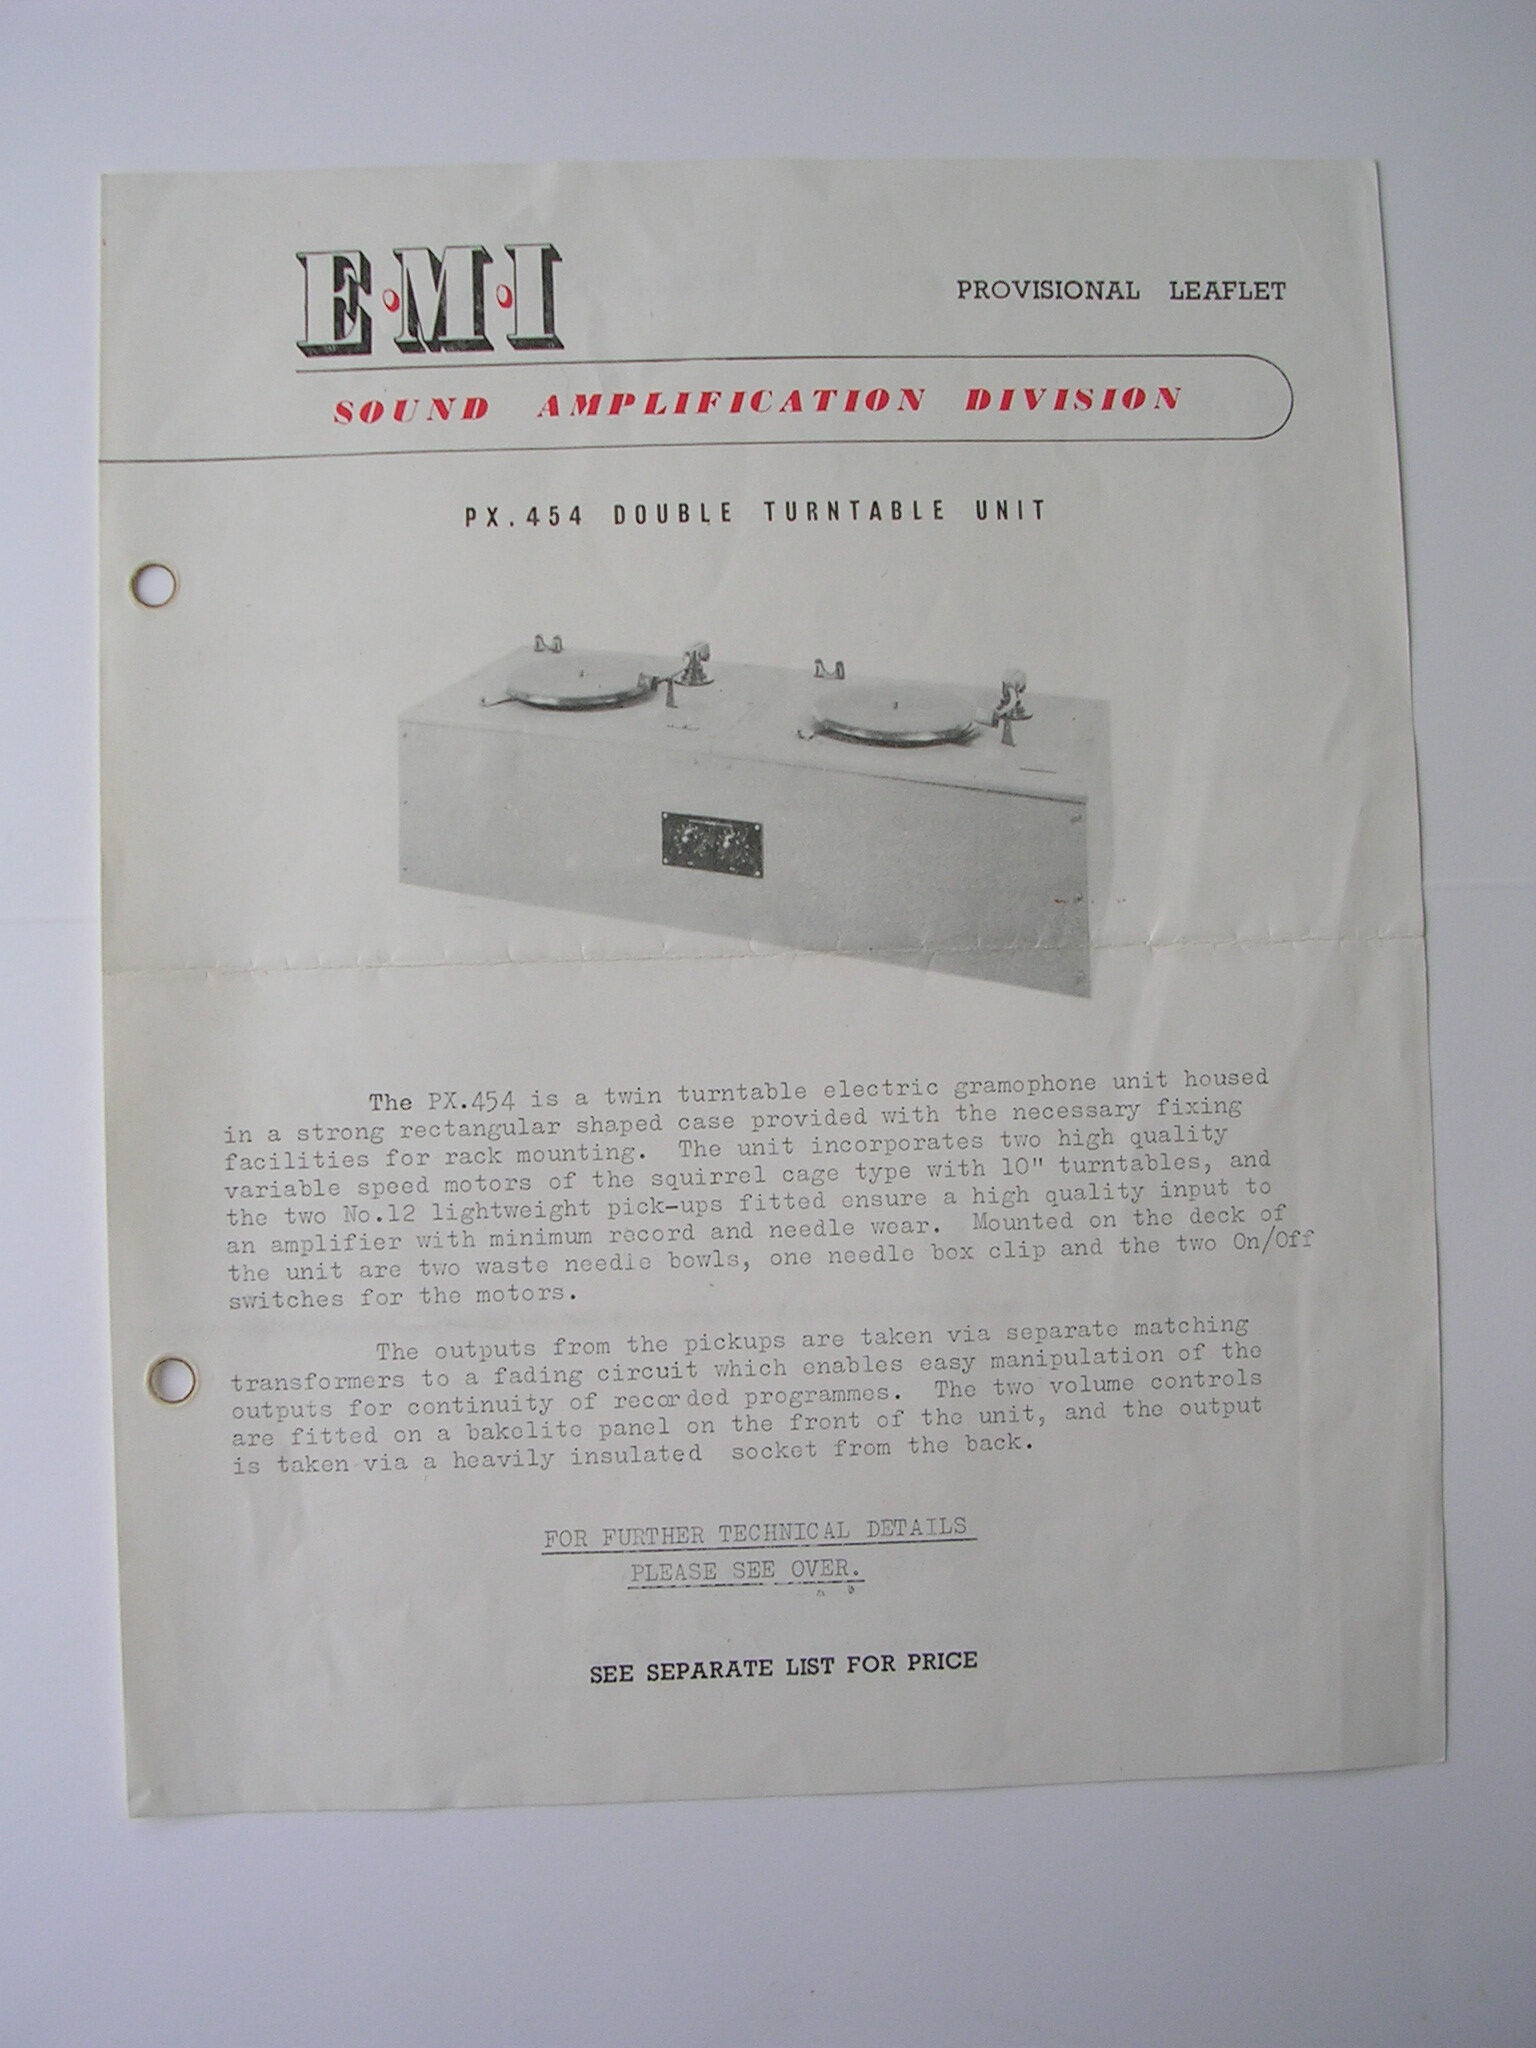 E·M·I
PROVISIONAL LEAFLET
SOUND AMPLIFICATION DIVISION
PX.454 DOUBLE TURNTABLE UNIT
The PX.454 is a twin turntable electric gramophone unit housed
in a strong rectangular shaped case provided with the necessary fixing
facilities for rack mounting. The unit incorporates two high quality
variable speed motors of the squirrel cage type with 10" turntables, and
the two No.12 lightweight pick-ups fitted ensure a high quality input to
an amplifier with minimum record and needle wear. Mounted on the deck of
the unit are two waste needle bowls, one needle box clip and the two On/Off
switches for the motors.
The outputs from the pickups are taken via separate matching
transformers to a fading circuit which enables easy manipulation of the
outputs for continuity of recorded programmes. The two volume controls
are fitted on a bakelite panel on the front of the unit, and the output
is taken via a heavily insulated socket from the back.
FOR FURTHER TECHNICAL DETAILS
PLEASE SEE OVER.
SEE SEPARATE LIST FOR PRICE